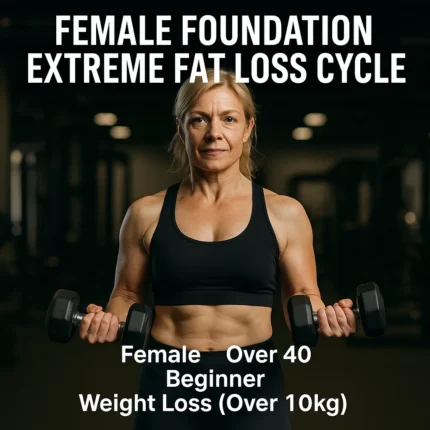 FEMALE FOUNDATION
EXTREME FAT LOSS CYCLE
Female Over 40
Beginner
Weight Loss (Over 10kg)